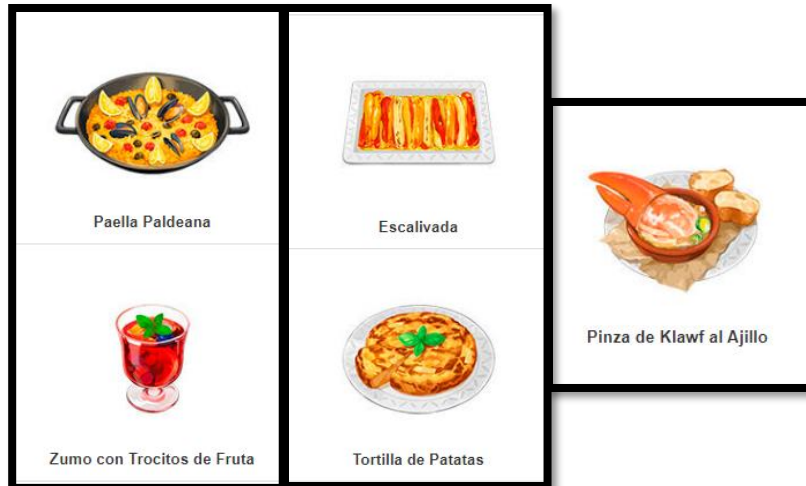 Paella Paldeana
Escalivada
Pinza de Klawf al Ajillo
Zumo con Trocitos de Fruta
Tortilla de Patatas